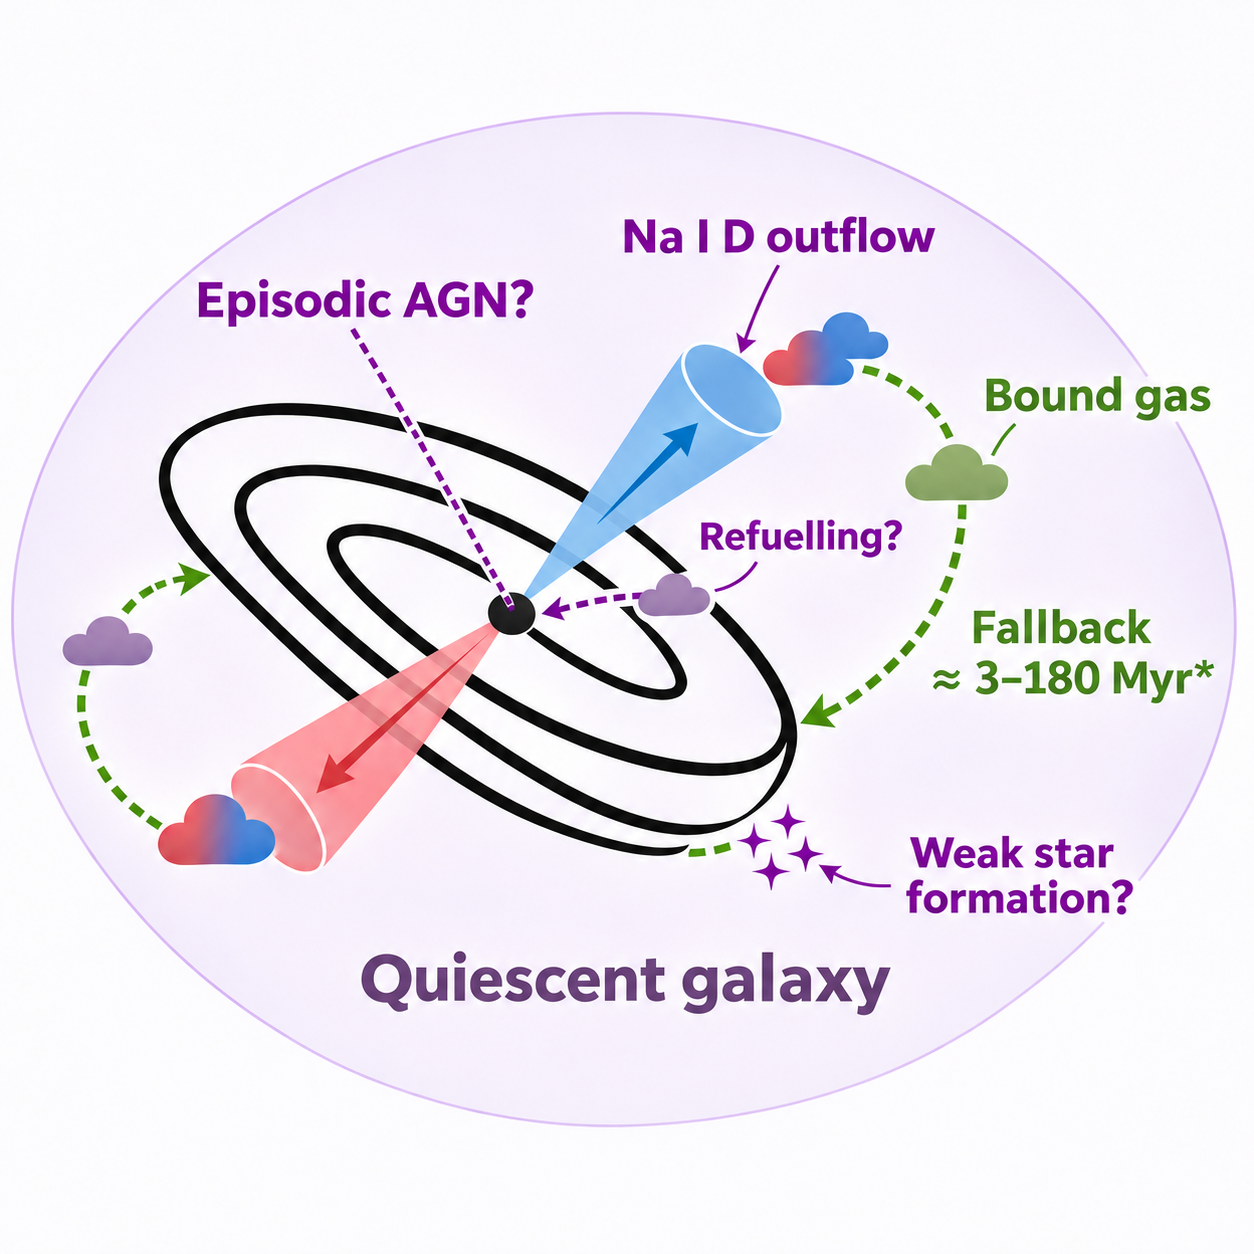 Na I D outflow
Episodic AGN?
Bound gas
Refuelling?
Fallback
≈ 3–180 Myr*
Weak star
formation?
Quiescent galaxy